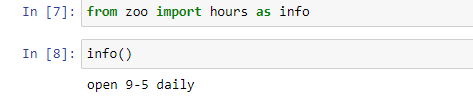 In [7]: from zoo import hours as info
In [8]: info()
open 9-5 daily